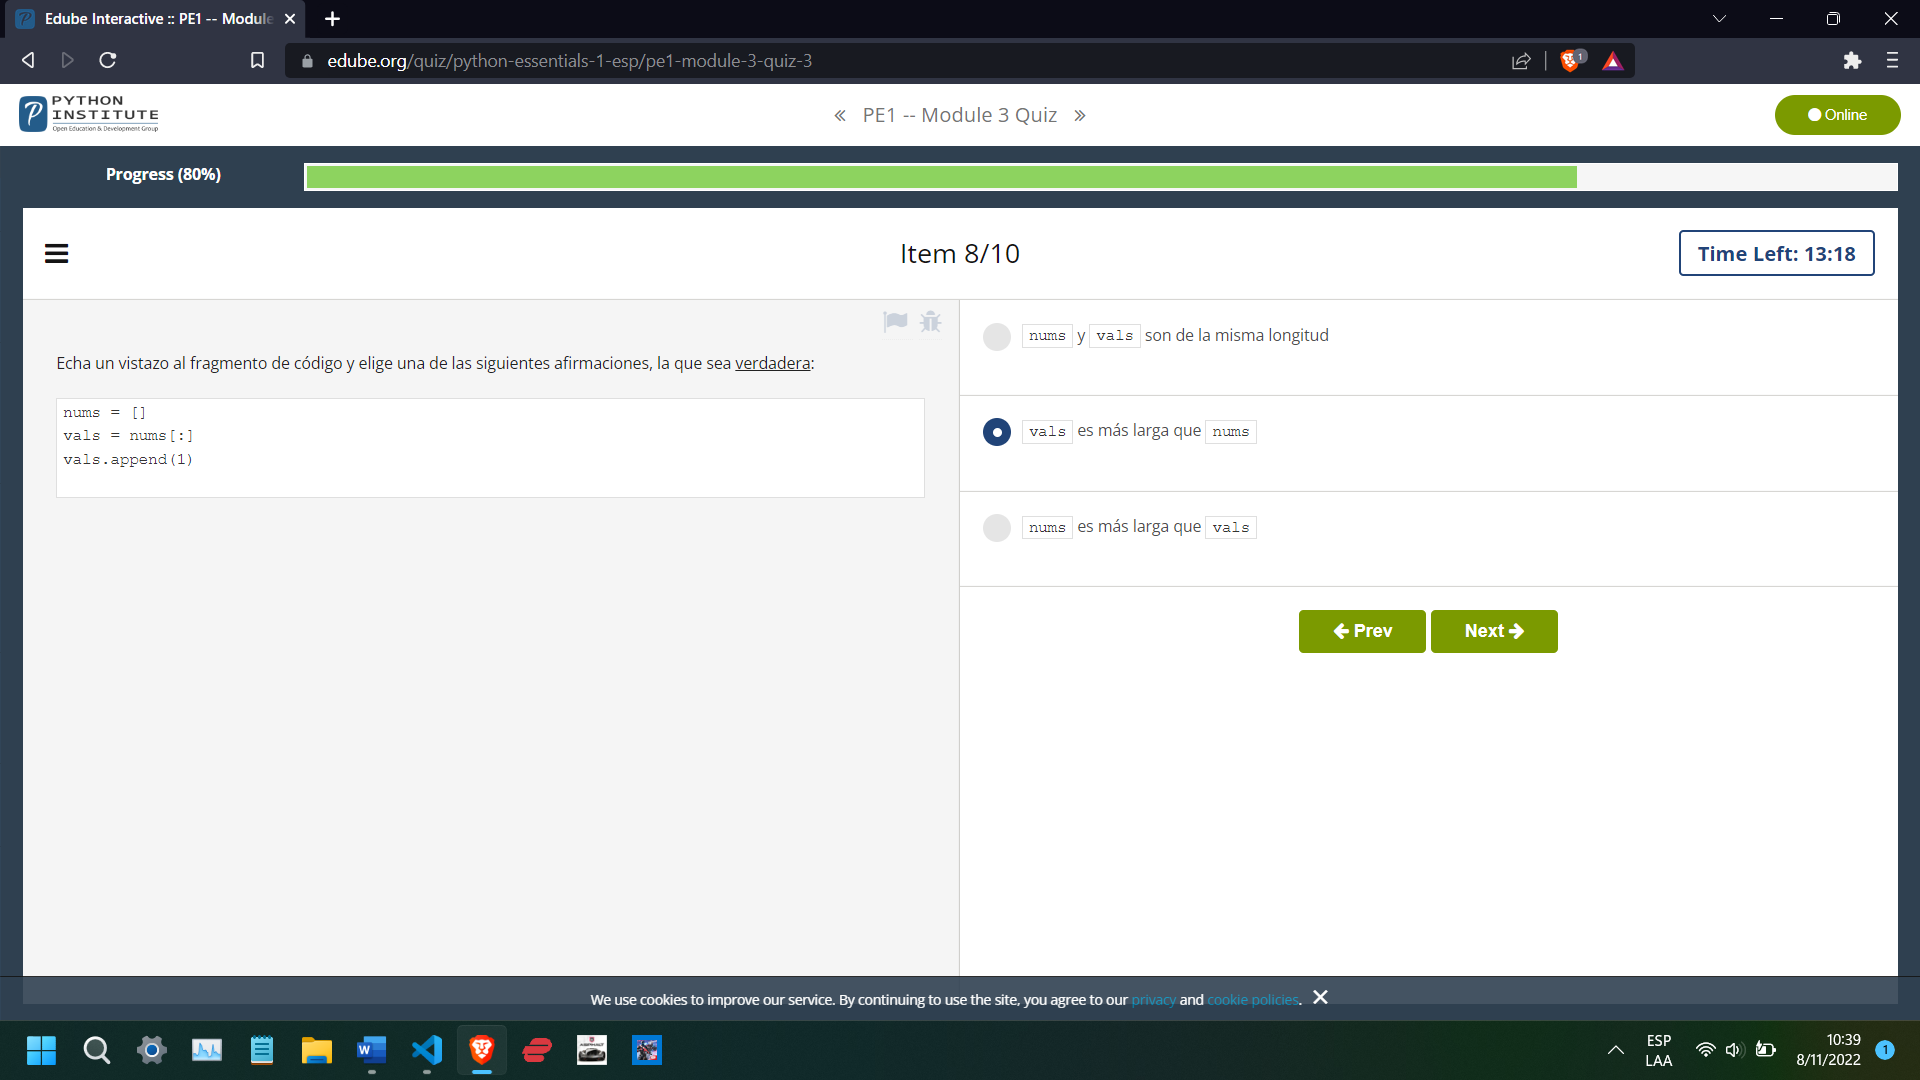 Edube Interactive :: PE1 -- Module
edube.org/quiz/python-essentials-1-esp/pe1-module-3-quiz-3
1
PYTHON
INSTITUTE
Open Education & Development Group
« PE1 -- Module 3 Quiz »
Online
Progress (80%)
Item 8/10
Time Left: 13:18
Echa un vistazo al fragmento de código y elige una de las siguientes afirmaciones, la que sea verdadera:
nums = []
vals = nums[:]
vals.append(1)
nums y vals son de la misma longitud
vals es más larga que nums
nums es más larga que vals
Prev
Next
We use cookies to improve our service. By continuing to use the site, you agree to our privacy and cookie policies.
ESP
LAA
10:39
8/11/2022
1